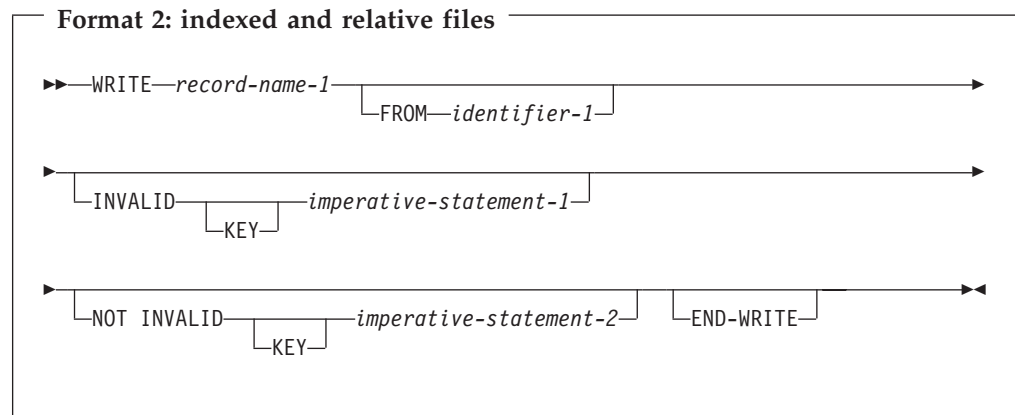 Format 2: indexed and relative files
WRITE record-name-1
FROM identifier-1
INVALID imperative-statement-1
KEY
NOT INVALID imperative-statement-2 END-WRITE
KEY